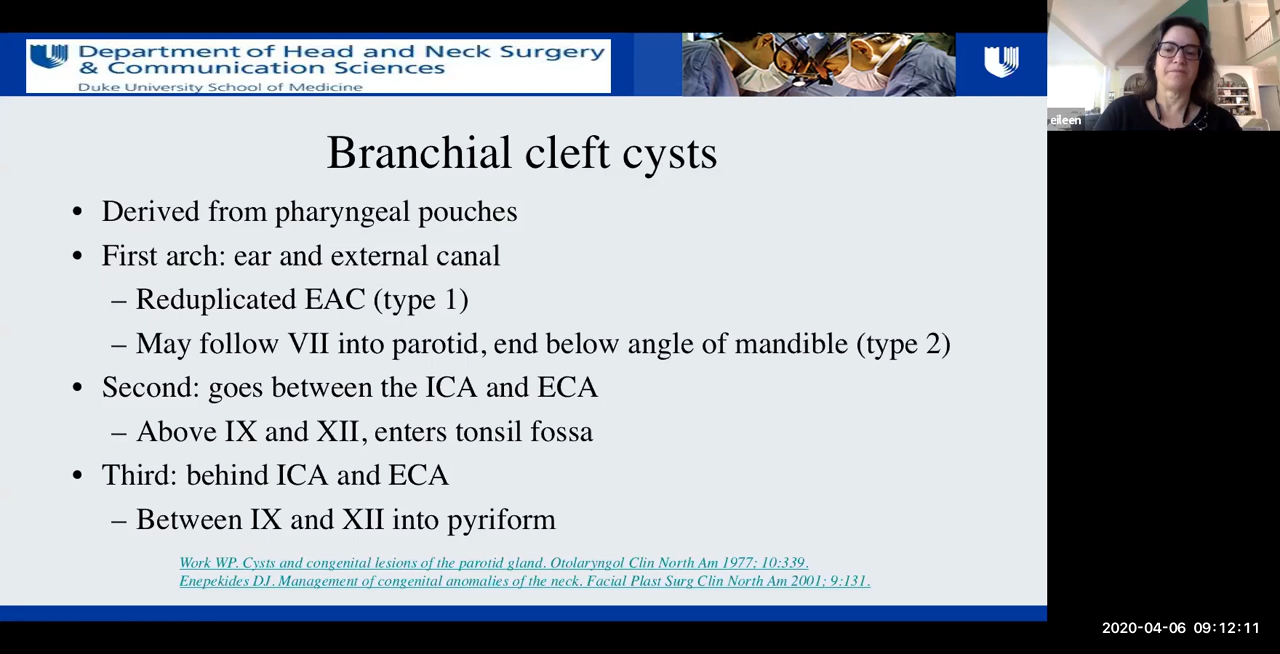 Department of Head and Neck Surgery
& Communication Sciences
Duke University School of Medicine
eileen
Branchial cleft cysts
• Derived from pharyngeal pouches
• First arch: ear and external canal
– Reduplicated EAC (type 1)
– May follow VII into parotid, end below angle of mandible (type 2)
• Second: goes between the ICA and ECA
– Above IX and XII, enters tonsil fossa
• Third: behind ICA and ECA
– Between IX and XII into pyriform
Work WP. Cysts and congenital lesions of the parotid gland. Otolaryngol Clin North Am 1977; 10:339.
Enepekides DJ. Management of congenital anomalies of the neck. Facial Plast Surg Clin North Am 2001; 9:131.
2020-04-06 09:12:11